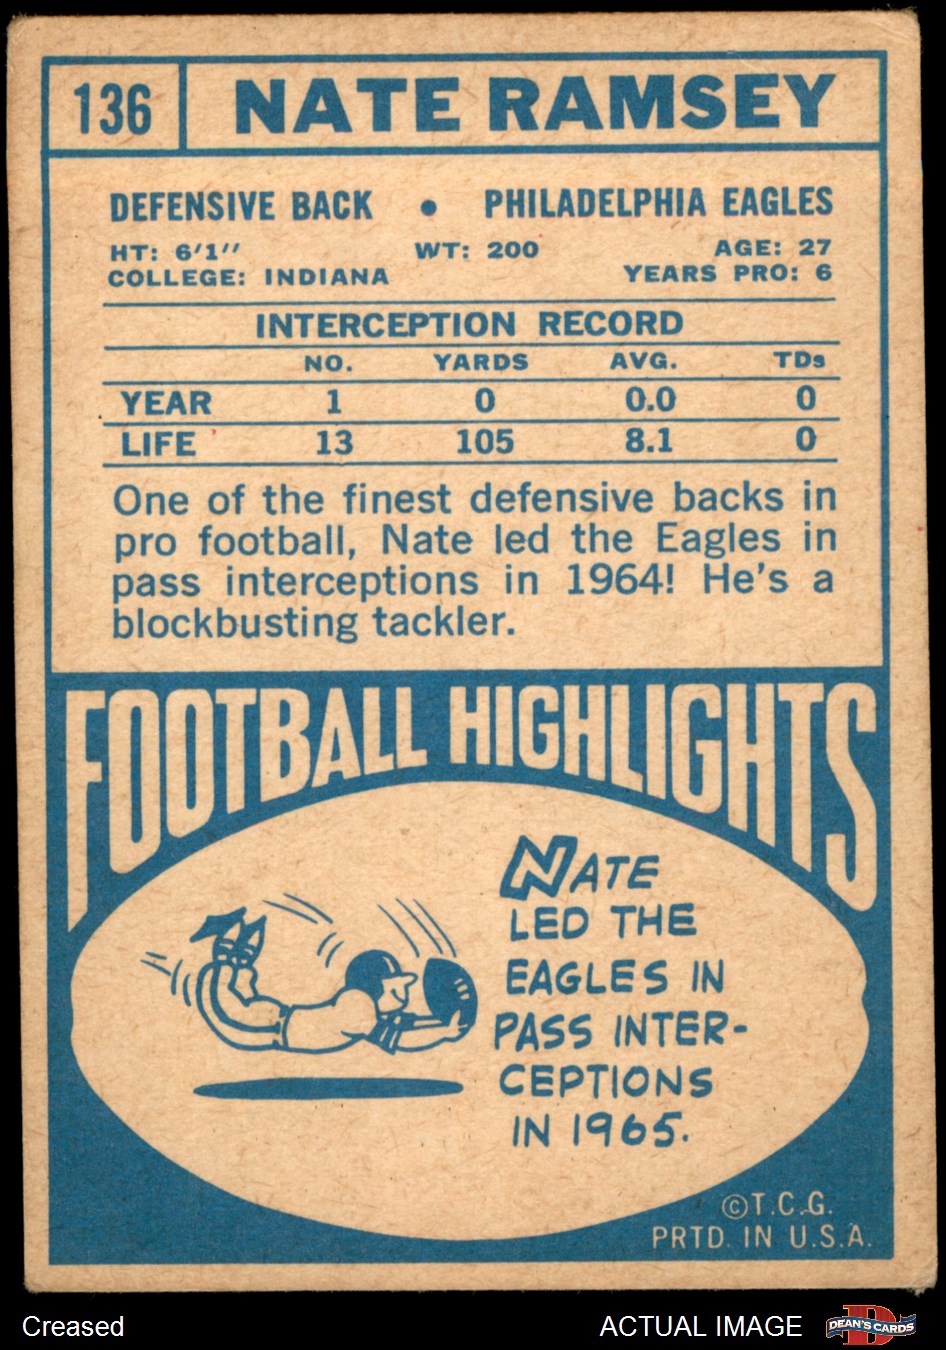 136
NATE RAMSEY
DEFENSIVE BACK • PHILADELPHIA EAGLES
HT: 6'1" WT: 200 AGE: 27
COLLEGE: INDIANA YEARS PRO: 6
INTERCEPTION RECORD
NO. YARDS AVG. TDs
YEAR 1 0 0.0 0
LIFE 13 105 8.1 0
One of the finest defensive backs in
pro football, Nate led the Eagles in
pass interceptions in 1964! He's a
blockbusting tackler.
FOOTBALL HIGHLIGHTS
NATE
LED THE
EAGLES IN
PASS INTER-
CEPTIONS
IN 1965.
©T.C.G.
PRTD. IN U.S.A.
Creased
ACTUAL IMAGE
DEAN'S CARDS